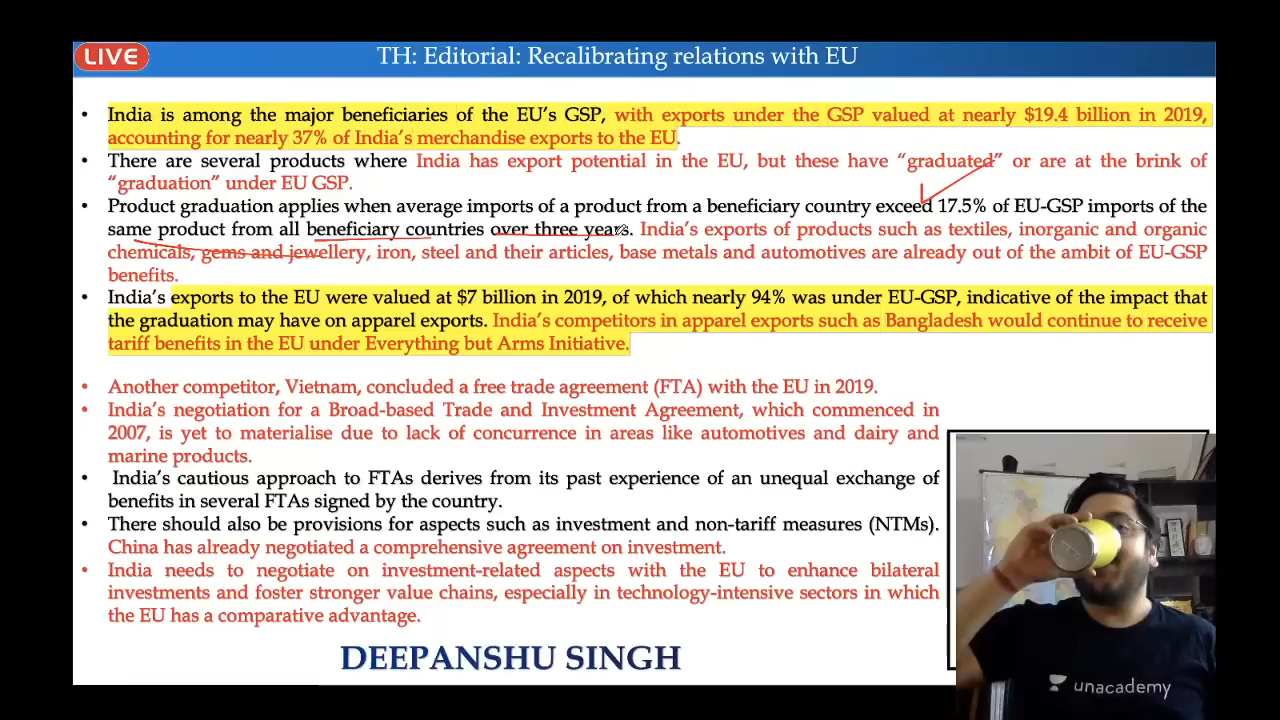 LIVE
TH: Editorial: Recalibrating relations with EU
• India is among the major beneficiaries of the EU’s GSP, with exports under the GSP valued at nearly $19.4 billion in 2019,
accounting for nearly 37% of India’s merchandise exports to the EU.
• There are several products where India has export potential in the EU, but these have “graduated” or are at the brink of
“graduation” under EU GSP.
• Product graduation applies when average imports of a product from a beneficiary country exceed 17.5% of EU-GSP imports of the
same product from all beneficiary countries over three years. India’s exports of products such as textiles, inorganic and organic
chemicals, gems and jewellery, iron, steel and their articles, base metals and automotives are already out of the ambit of EU-GSP
benefits.
• India’s exports to the EU were valued at $7 billion in 2019, of which nearly 94% was under EU-GSP, indicative of the impact that
the graduation may have on apparel exports. India’s competitors in apparel exports such as Bangladesh would continue to receive
tariff benefits in the EU under Everything but Arms Initiative.
• Another competitor, Vietnam, concluded a free trade agreement (FTA) with the EU in 2019.
• India’s negotiation for a Broad-based Trade and Investment Agreement, which commenced in
2007, is yet to materialise due to lack of concurrence in areas like automotives and dairy and
marine products.
• India’s cautious approach to FTAs derives from its past experience of an unequal exchange of
benefits in several FTAs signed by the country.
• There should also be provisions for aspects such as investment and non-tariff measures (NTMs).
China has already negotiated a comprehensive agreement on investment.
• India needs to negotiate on investment-related aspects with the EU to enhance bilateral
investments and foster stronger value chains, especially in technology-intensive sectors in which
the EU has a comparative advantage.
DEEPANSHU SINGH
unacademy